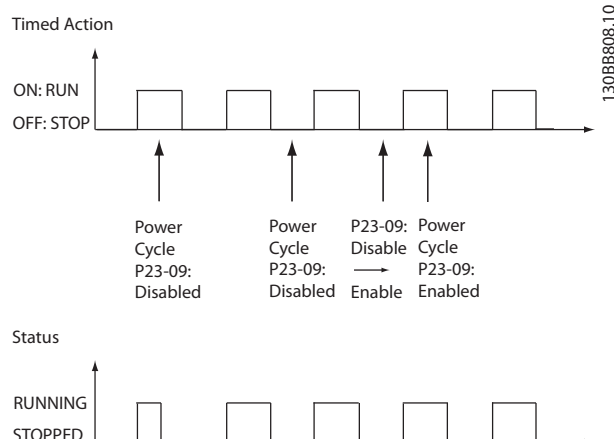 Timed Action
130BB808.10
ON: RUN
OFF: STOP
Power
Cycle
P23-09:
Disabled
Power
Cycle
P23-09:
Disabled
P23-09:
Disable
Enable
Power
Cycle
P23-09:
Enabled
Status
RUNNING
STOPPED